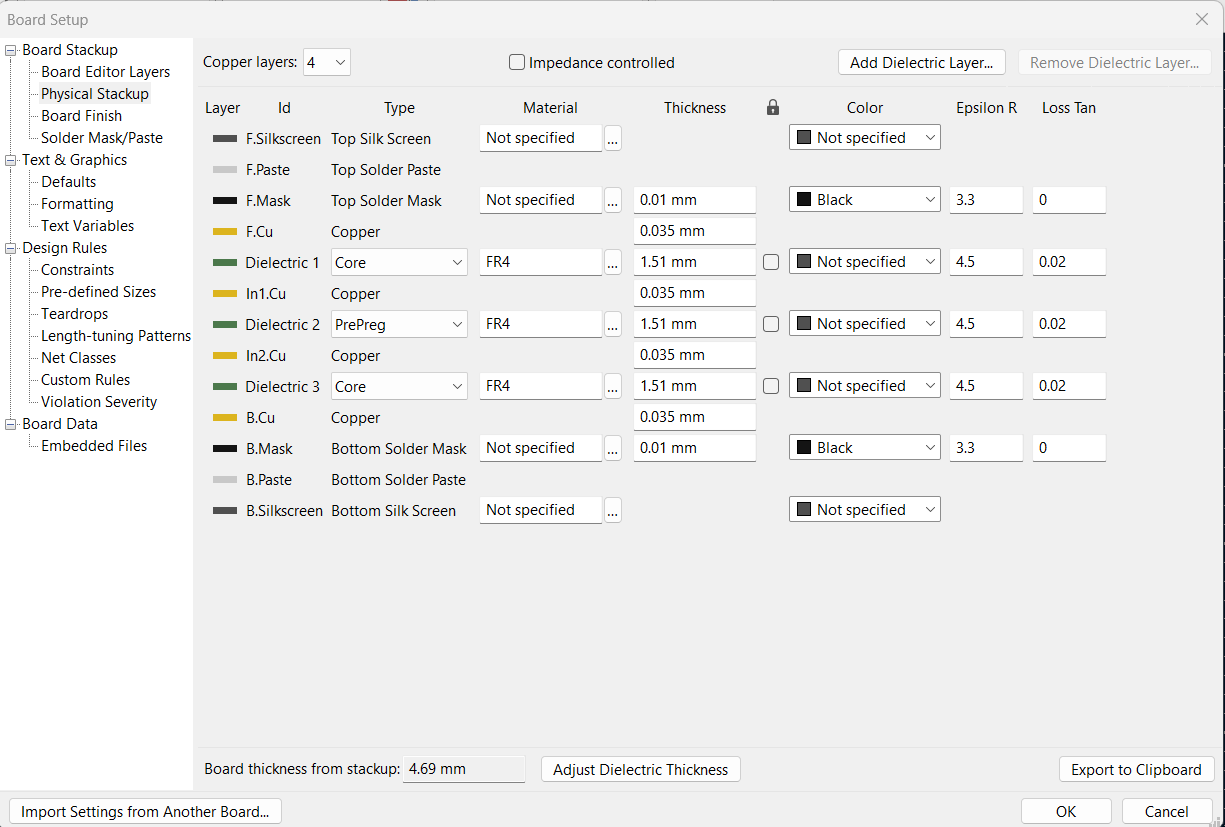 Board Setup
Board Stackup
Board Editor Layers
Physical Stackup
Board Finish
Solder Mask/Paste
Text & Graphics
Defaults
Formatting
Text Variables
Design Rules
Constraints
Pre-defined Sizes
Teardrops
Length-tuning Patterns
Net Classes
Custom Rules
Violation Severity
Board Data
Embedded Files
Copper layers: 4 Impedance controlled Add Dielectric Layer... Remove Dielectric Layer...
Layer Id Type Material Thickness Color Epsilon R Loss Tan
F.Silkscreen Top Silk Screen Not specified ... Not specified
F.Paste Top Solder Paste
F.Mask Top Solder Mask Not specified ... 0.01 mm Black 3.3 0
F.Cu Copper 0.035 mm
Dielectric 1 Core FR4 ... 1.51 mm Not specified 4.5 0.02
In1.Cu Copper 0.035 mm
Dielectric 2 PrePreg FR4 ... 1.51 mm Not specified 4.5 0.02
In2.Cu Copper 0.035 mm
Dielectric 3 Core FR4 ... 1.51 mm Not specified 4.5 0.02
B.Cu Copper 0.035 mm
B.Mask Bottom Solder Mask Not specified ... 0.01 mm Black 3.3 0
B.Paste Bottom Solder Paste
B.Silkscreen Bottom Silk Screen Not specified ... Not specified
Board thickness from stackup: 4.69 mm Adjust Dielectric Thickness Export to Clipboard
Import Settings from Another Board... OK Cancel